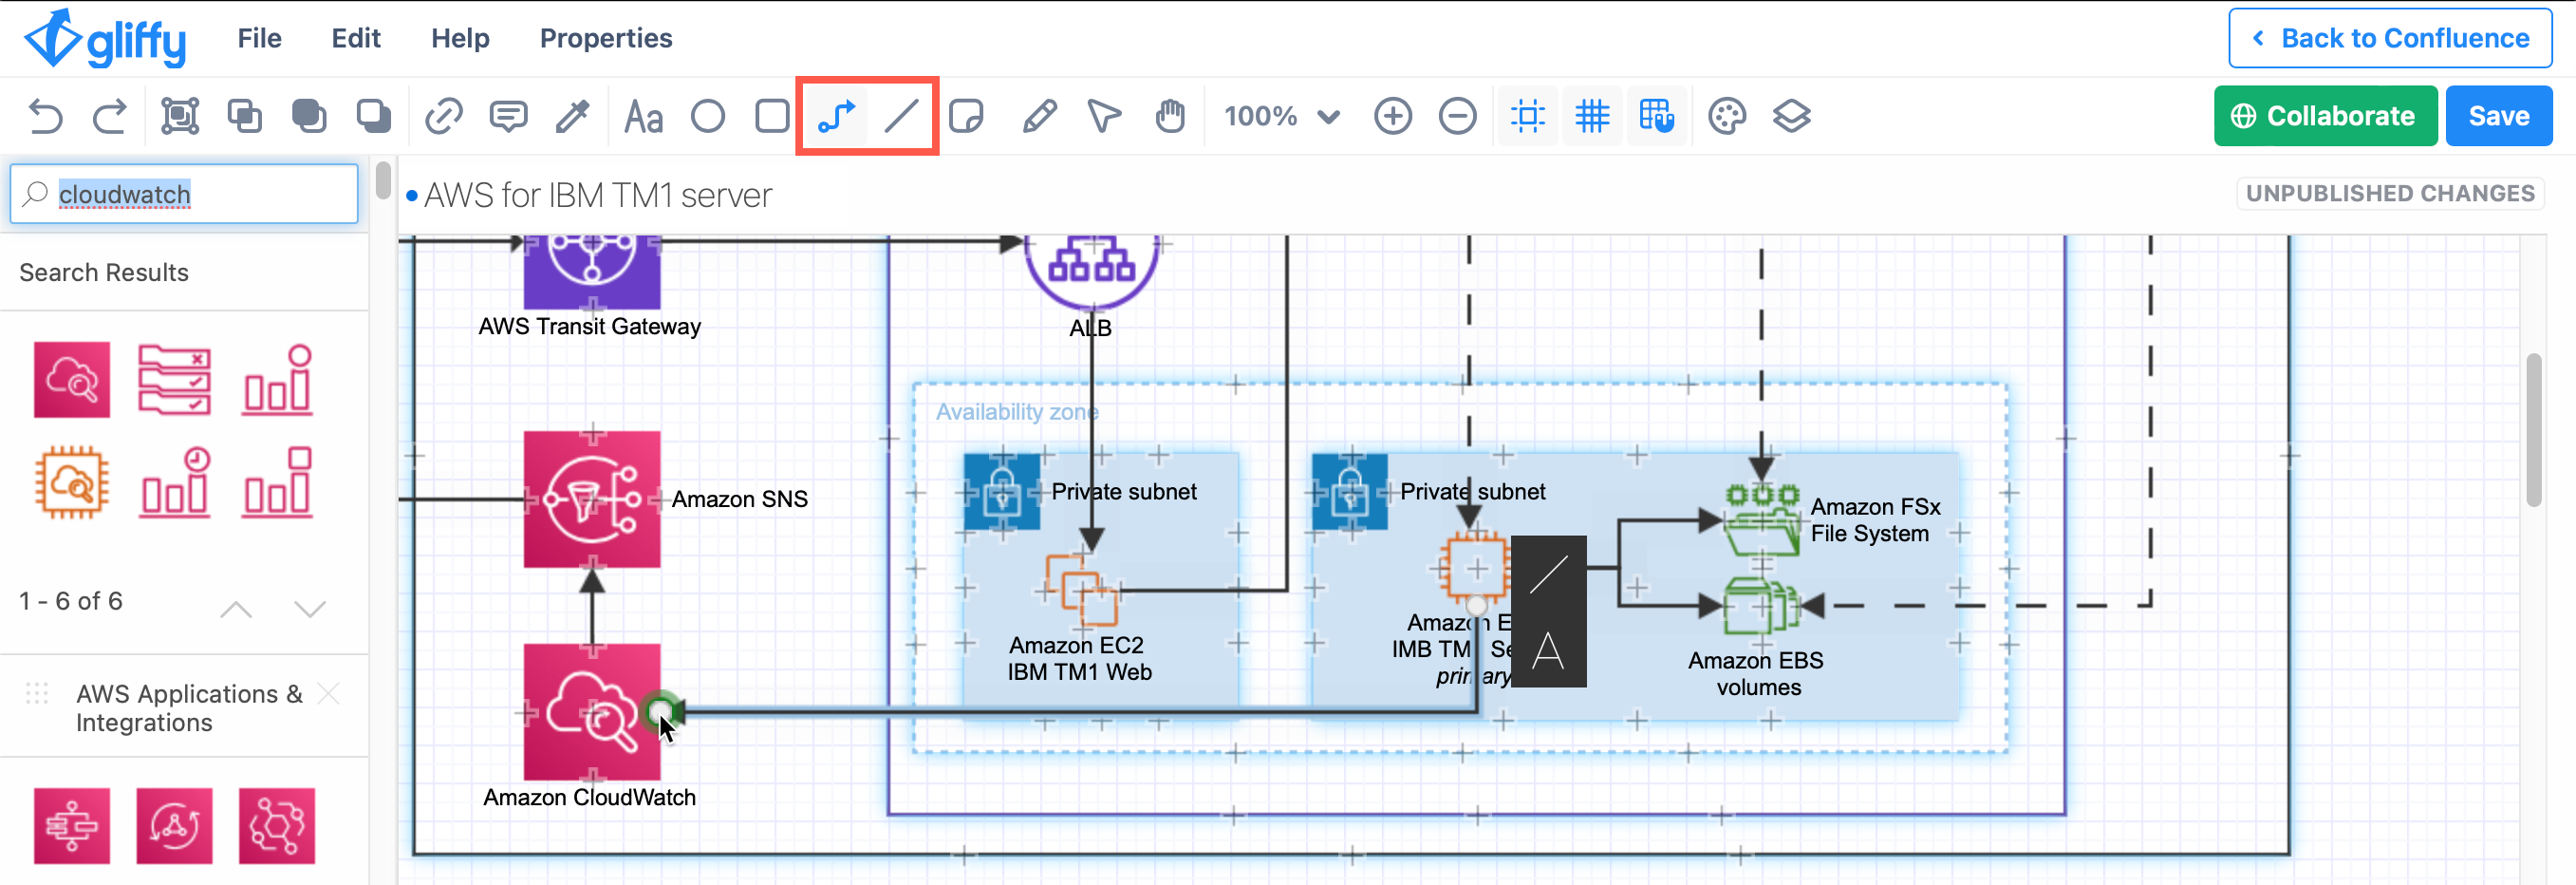 gliffy File Edit Help Properties
Back to Confluence
Aa 100% Collaborate Save
cloudwatch
AWS for IBM TM1 server
UNPUBLISHED CHANGES
Search Results
AWS Transit Gateway
ALB
Availability zone
Private subnet
Private subnet
Amazon SNS
Amazon FSx
File System
1 - 6 of 6
Amazon EC2
IBM TM1 Web
Amazon E
IMB TM Se
primary
A
Amazon EBS
volumes
AWS Applications &
Integrations
Amazon CloudWatch